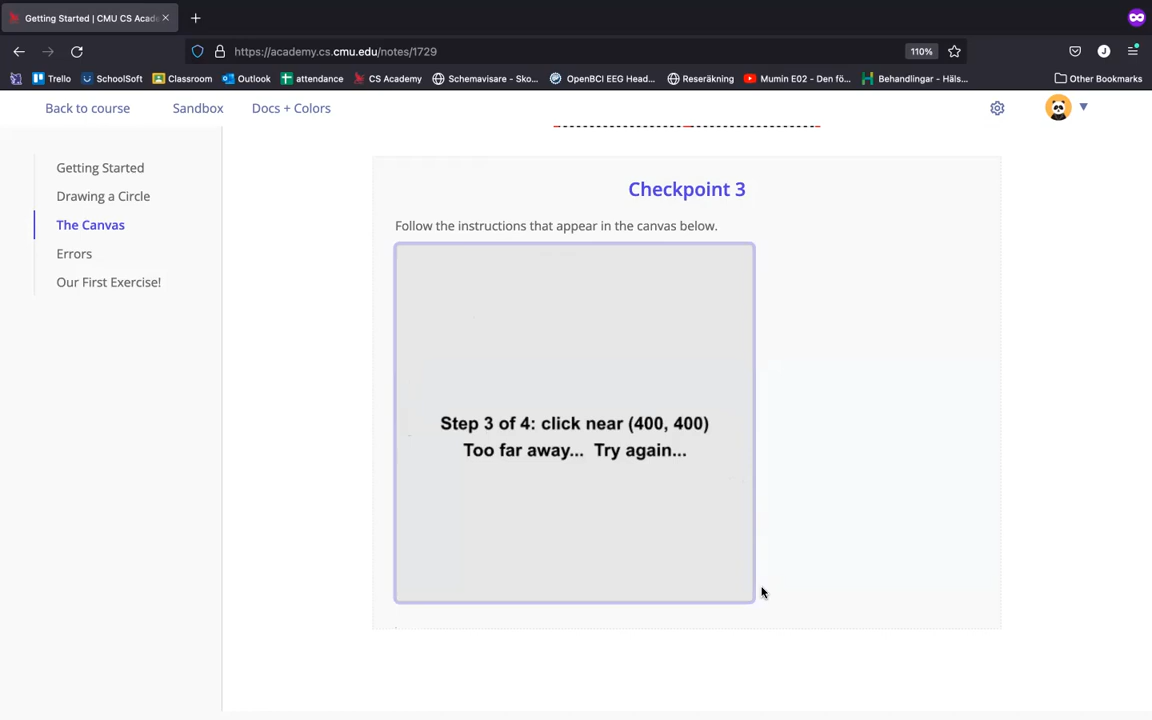 Getting Started | CMU CS Acad
https://academy.cs.cmu.edu/notes/1729
110%
Trello
SchoolSoft
Classroom
Outlook
attendance
CS Academy
Schemavisare - Sko...
OpenBCI EEG Head...
Reseräkning
Mumin E02 - Den fö...
Behandlingar - Häls...
Other Bookmarks
Back to course
Sandbox
Docs + Colors
Getting Started
Drawing a Circle
The Canvas
Errors
Our First Exercise!
Checkpoint 3
Follow the instructions that appear in the canvas below.
Step 3 of 4: click near (400, 400)
Too far away... Try again...